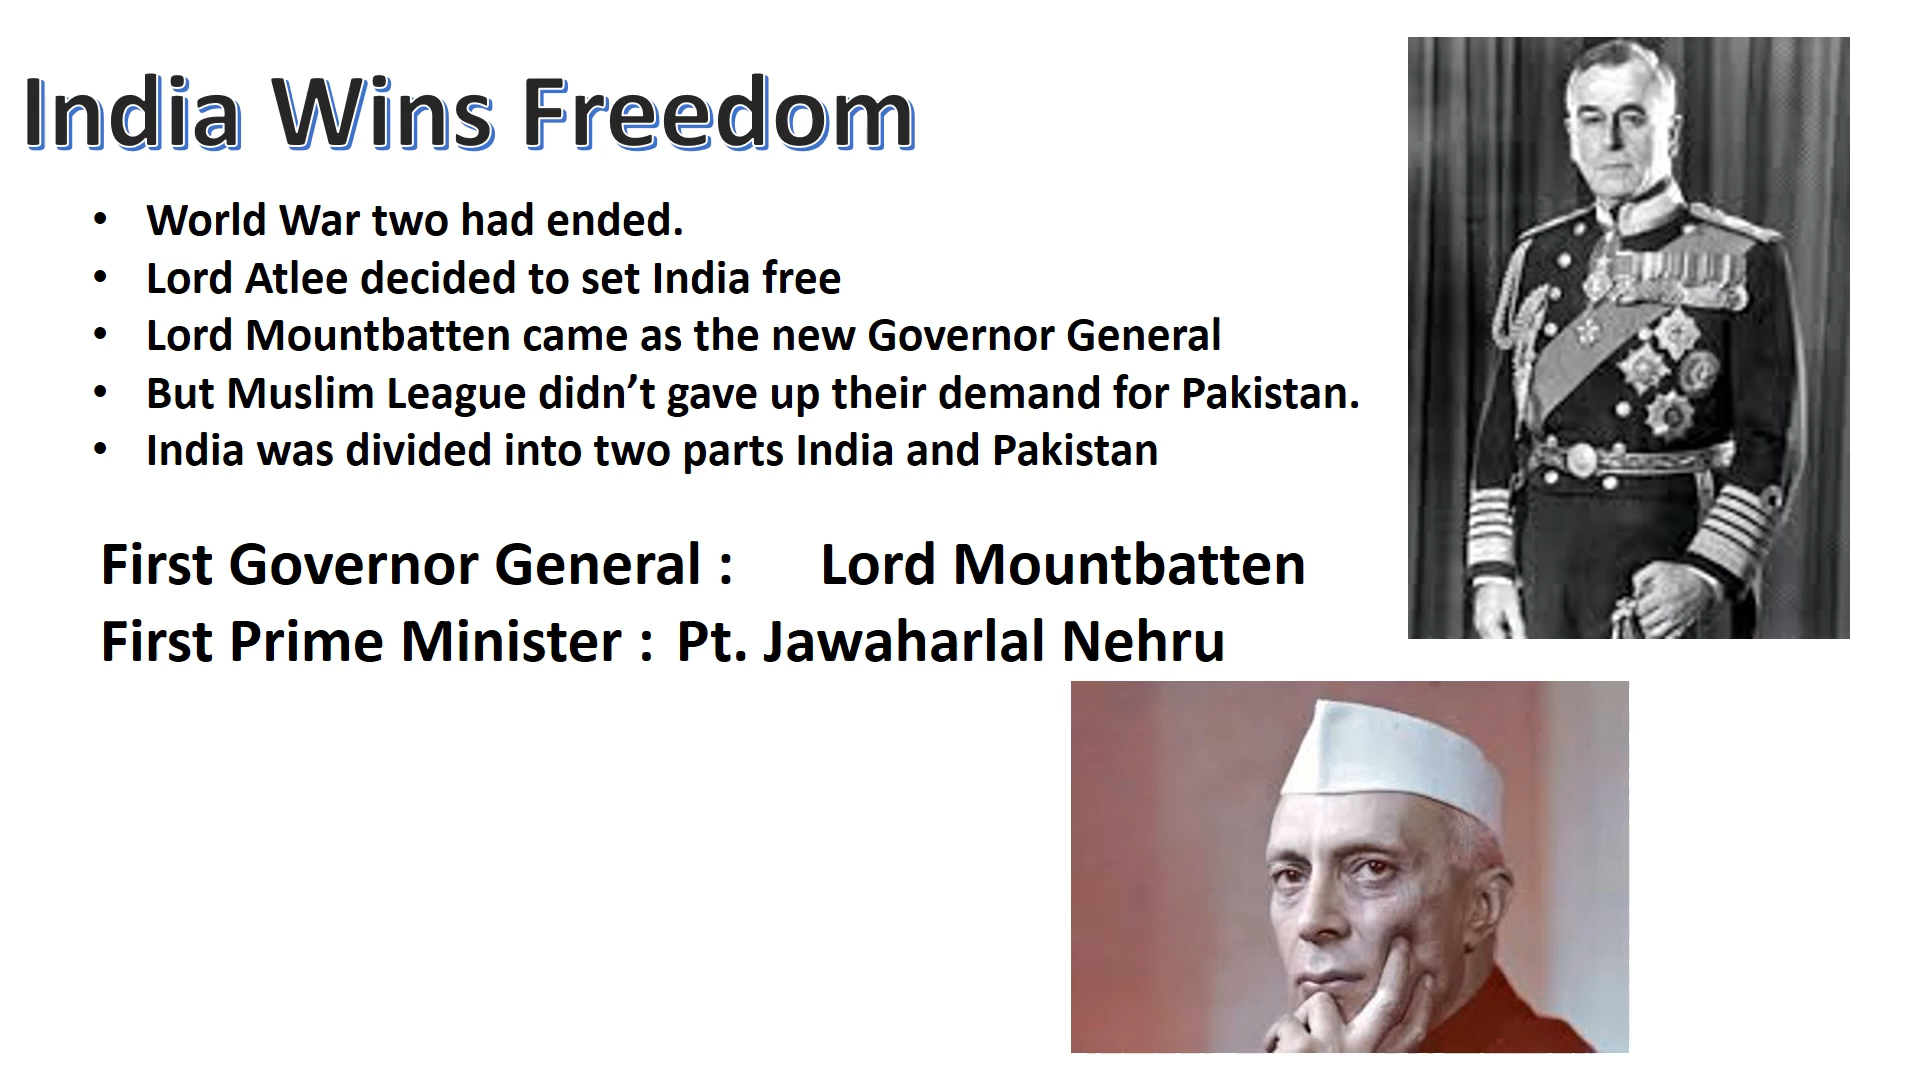 India Wins Freedom
• World War two had ended.
• Lord Atlee decided to set India free
• Lord Mountbatten came as the new Governor General
• But Muslim League didn’t gave up their demand for Pakistan.
• India was divided into two parts India and Pakistan
First Governor General : Lord Mountbatten
First Prime Minister : Pt. Jawaharlal Nehru